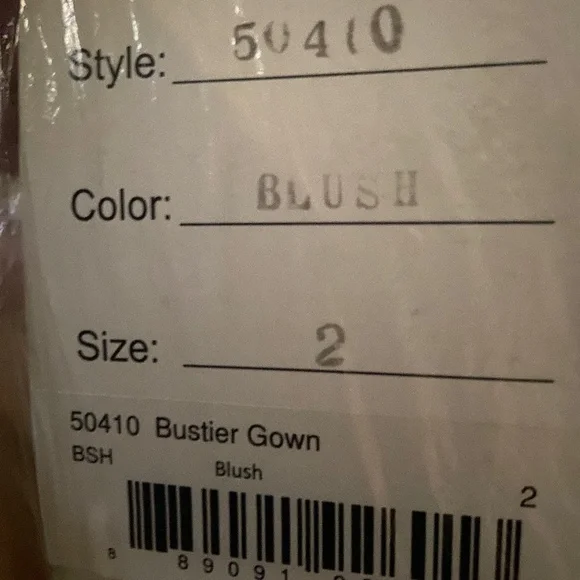 Style: 50410
Color: BLUSH
Size: 2
50410 Bustier Gown
BSH Blush 2
8 89091